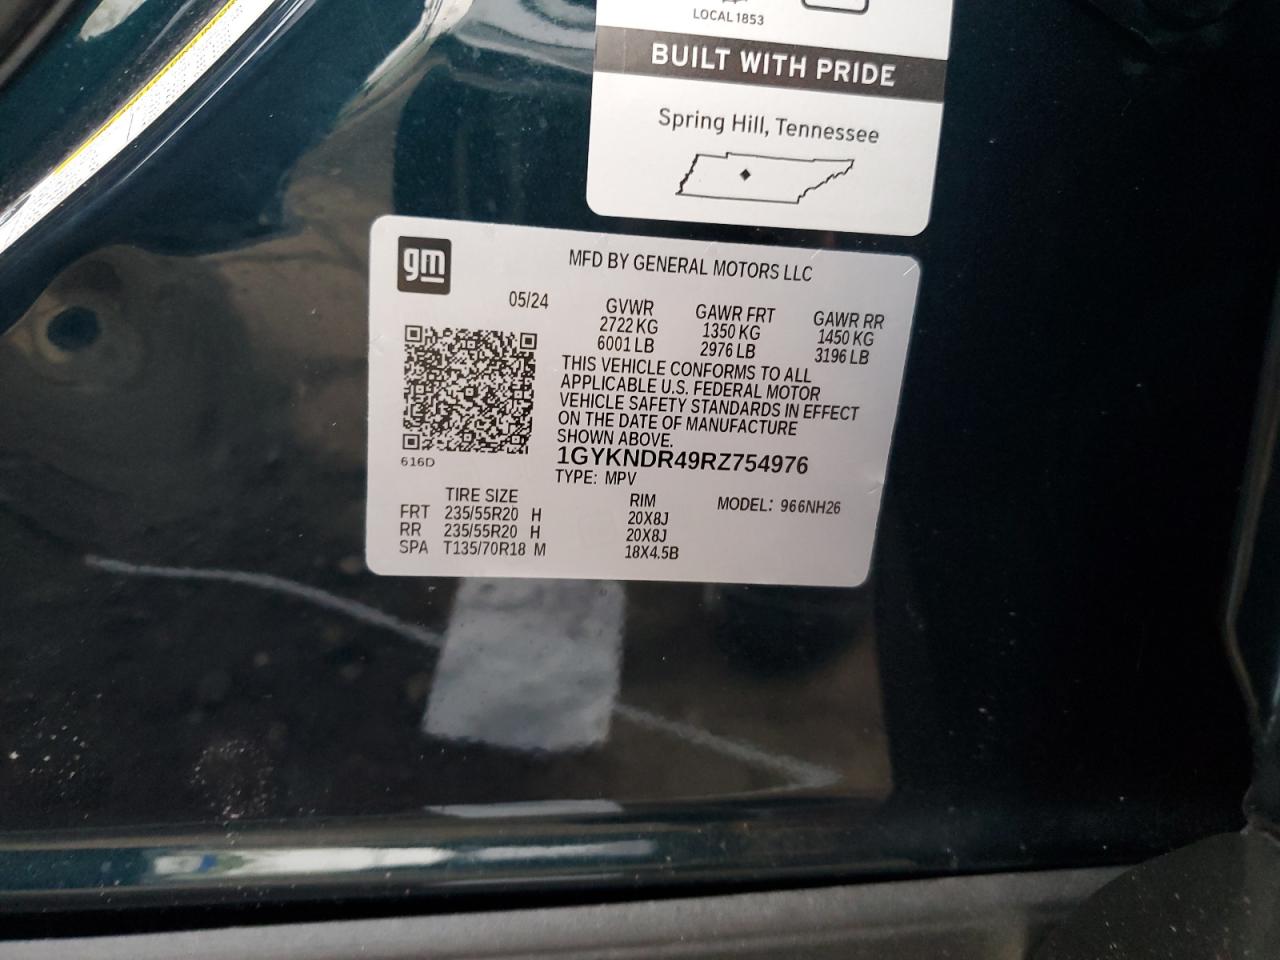 LOCAL 1853
BUILT WITH PRIDE
Spring Hill, Tennessee
gm
MFD BY GENERAL MOTORS LLC
05/24
GVWR GAWR FRT GAWR RR
2722 KG 1350 KG 1450 KG
6001 LB 2976 LB 3196 LB
THIS VEHICLE CONFORMS TO ALL
APPLICABLE U.S. FEDERAL MOTOR
VEHICLE SAFETY STANDARDS IN EFFECT
ON THE DATE OF MANUFACTURE
SHOWN ABOVE.
616D
1GYKNDR49RZ754976
TYPE: MPV
TIRE SIZE RIM MODEL: 966NH26
FRT 235/55R20 H 20X8J
RR 235/55R20 H 20X8J
SPA T135/70R18 M 18X4.5B